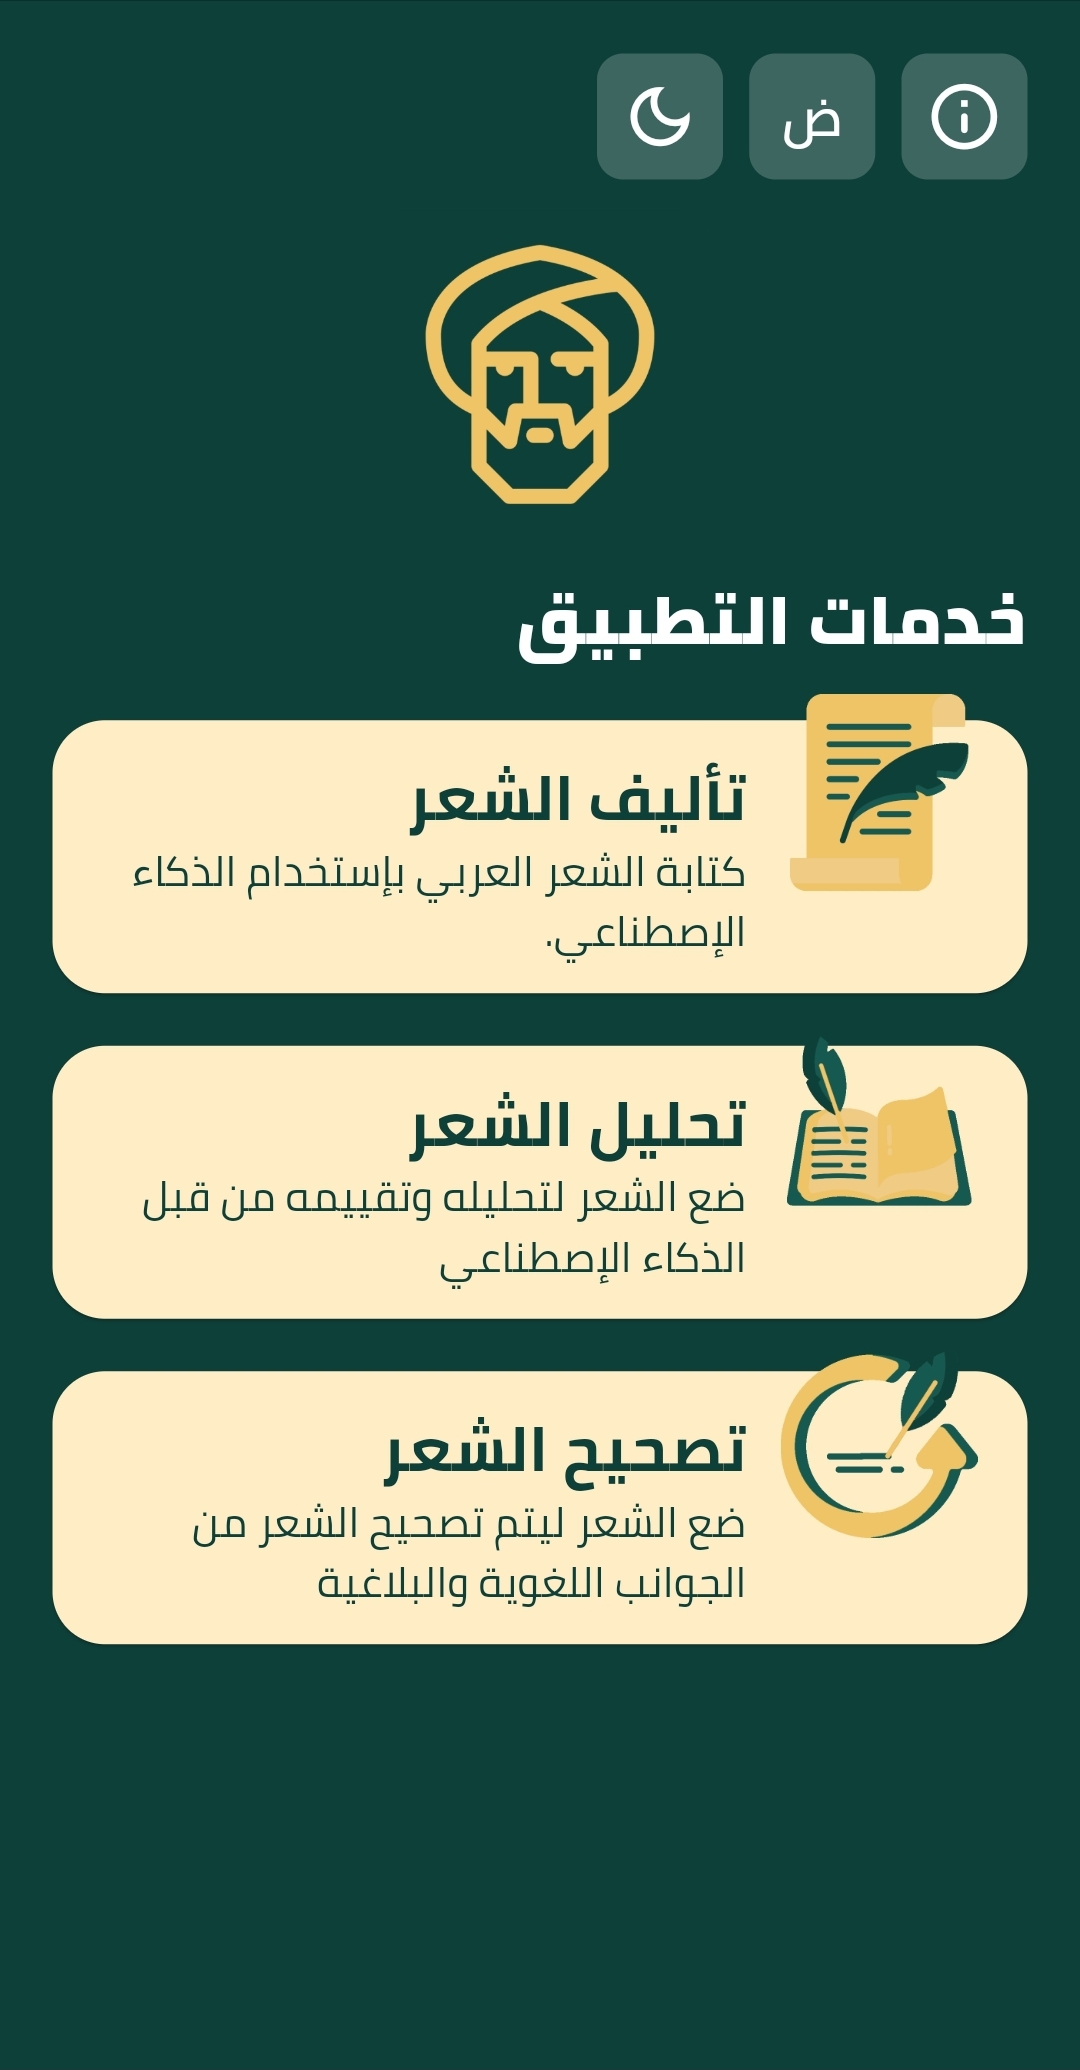 ض
خدمات التطبيق
تأليف الشعر
كتابة الشعر العربي بإستخدام الذكاء
الإصطناعي.
تحليل الشعر
ضع الشعر لتحليله وتقييمه من قبل
الذكاء الإصطناعي
تصحيح الشعر
ضع الشعر ليتم تصحيح الشعر من
الجوانب اللغوية والبلاغية